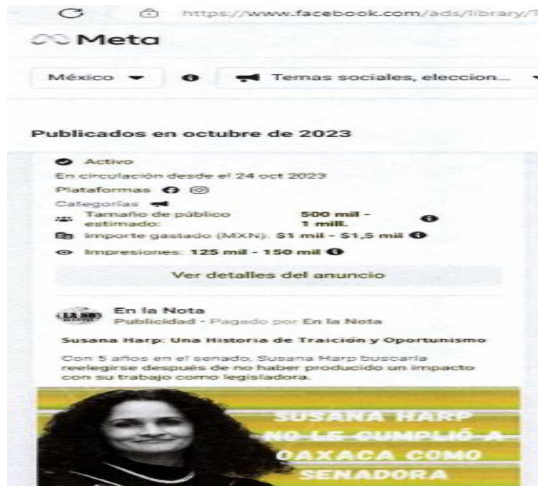 https://www.facebook.com/ads/library/?
Meta
México
Temas sociales, eleccion...
Publicados en octubre de 2023
Activo
En circulación desde el 24 oct 2023
Plataformas
Categorías
Tamaño de público estimado: 500 mil - 1 mill.
Importe gastado (MXN): $1 mil - $1,5 mil
Impresiones: 125 mil - 150 mil
Ver detalles del anuncio
En la Nota
Publicidad • Pagado por En la Nota
Susana Harp: Una Historia de Traición y Oportunismo
Con 5 años en el senado, Susana Harp buscaría
reelegirse después de no haber producido un impacto
con su trabajo como legisladora.
SUSANA HARP
NO LE CUMPLIÓ A
OAXACA COMO
SENADORA